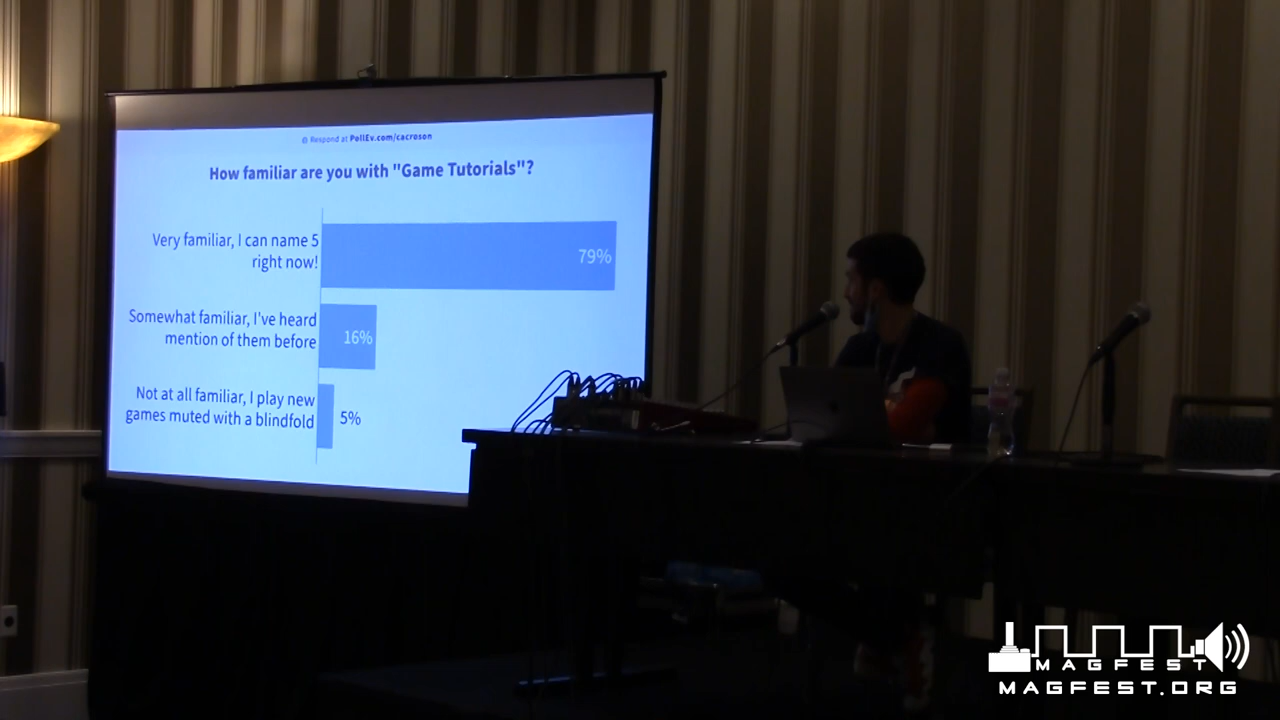 Respond at PollEv.com/cacroson
How familiar are you with "Game Tutorials"?
Very familiar, I can name 5
right now!
79%
Somewhat familiar, I've heard
mention of them before
16%
Not at all familiar, I play new
games muted with a blindfold
5%
MAGFEST
MAGFEST.ORG